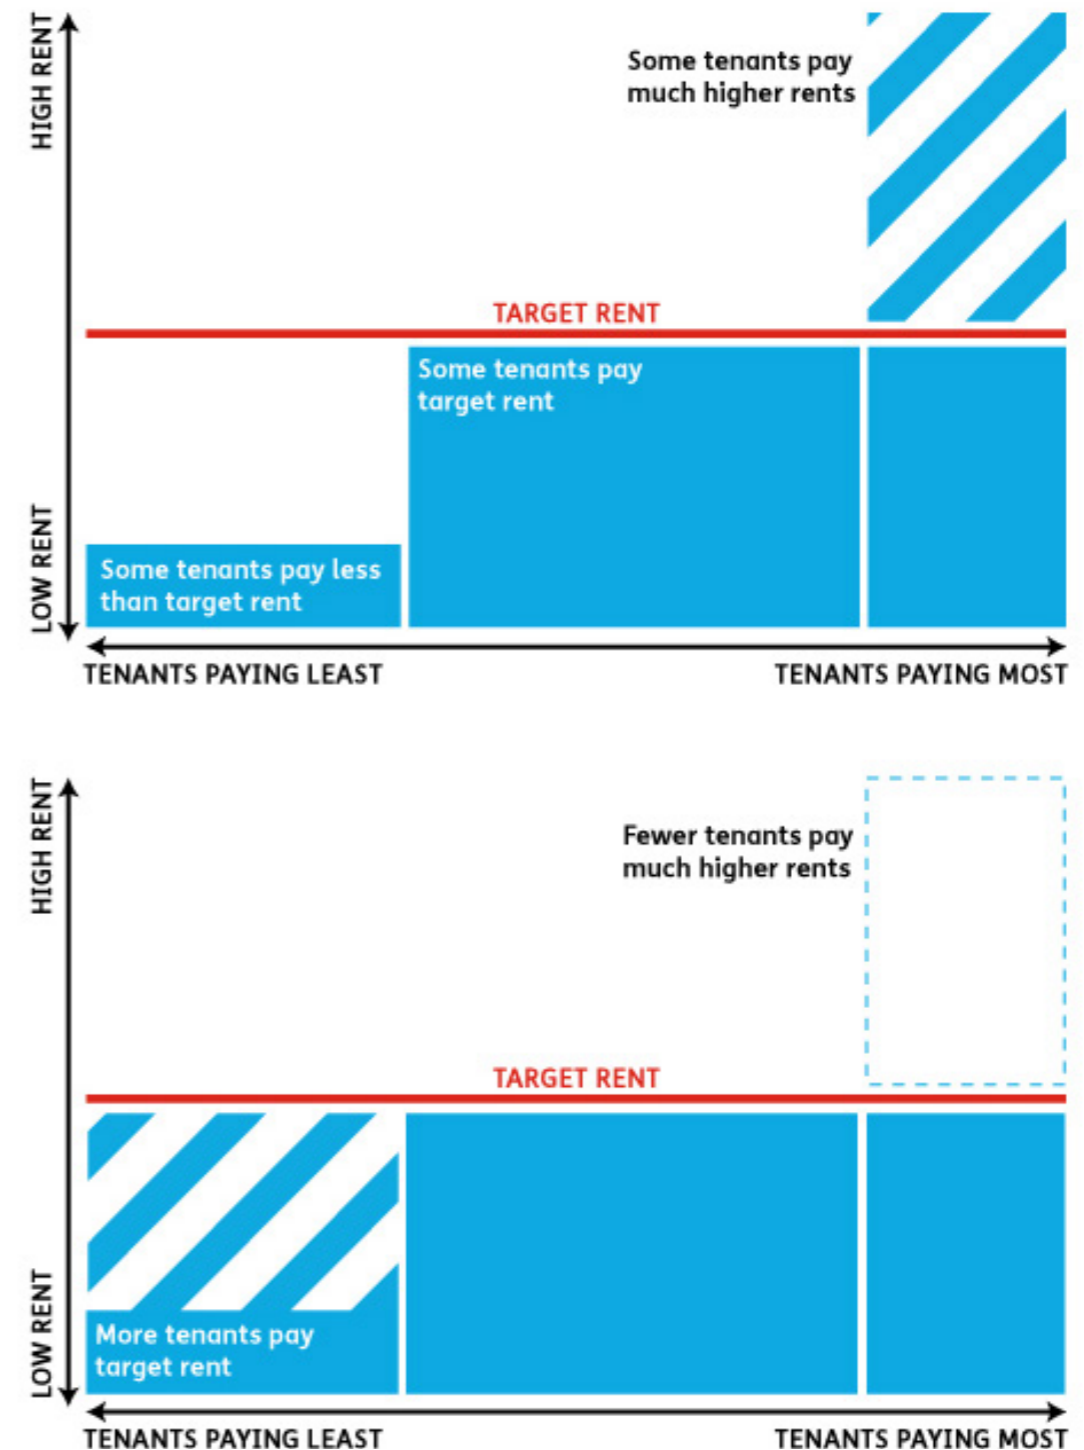 HIGH RENT
Some tenants pay
much higher rents
TARGET RENT
Some tenants pay
target rent
LOW RENT
Some tenants pay less
than target rent
TENANTS PAYING LEAST
TENANTS PAYING MOST
HIGH RENT
Fewer tenants pay
much higher rents
TARGET RENT
LOW RENT
More tenants pay
target rent
TENANTS PAYING LEAST
TENANTS PAYING MOST